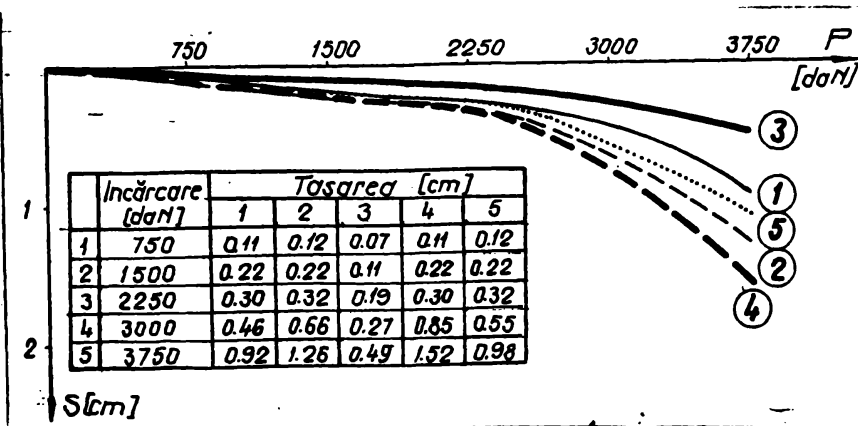 750 1500 2250 3000 3750 P
[daN]
3
1
5
2
4
Incărcare Tasarea [cm]
[daN] 1 2 3 4 5
1 750 0.11 0.12 0.07 0.11 0.12
2 1500 0.22 0.22 0.11 0.22 0.22
3 2250 0.30 0.32 0.19 0.30 0.32
4 3000 0.46 0.66 0.27 0.85 0.55
5 3750 0.92 1.26 0.49 1.52 0.98
1
2
S[cm]